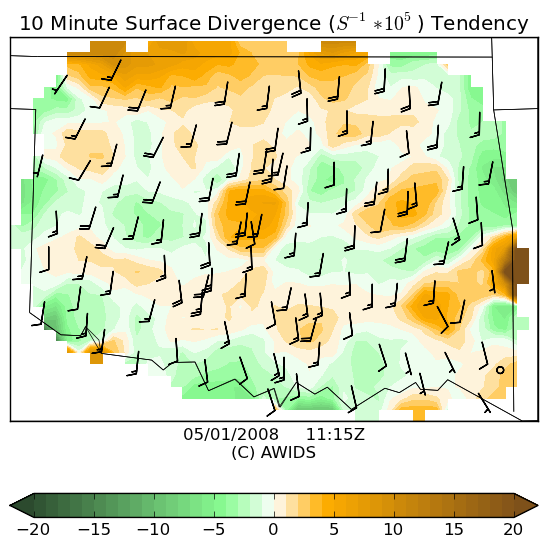 10 Minute Surface Divergence (S⁻¹ *10⁵ ) Tendency
05/01/2008 11:15Z
(C) AWIDS
−20 −15 −10 −5 0 5 10 15 20